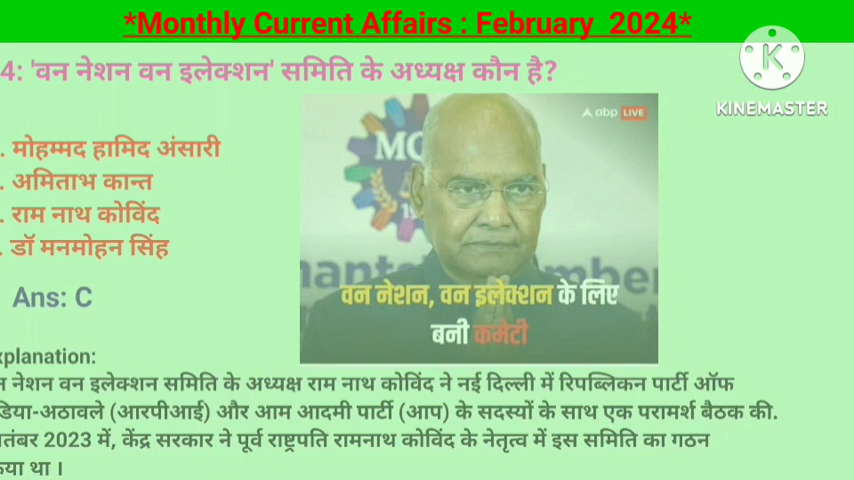 *Monthly Current Affairs : February 2024*
4: 'वन नेशन वन इलेक्शन' समिति के अध्यक्ष कौन है?
KINEMASTER
abp LIVE
. मोहम्मद हामिद अंसारी
. अमिताभ कान्त
. राम नाथ कोविंद
. डॉ मनमोहन सिंह
वन नेशन, वन इलेक्शन के लिए
बनी कमेटी
Ans: C
xplanation:
न नेशन वन इलेक्शन समिति के अध्यक्ष राम नाथ कोविंद ने नई दिल्ली में रिपब्लिकन पार्टी ऑफ
डिया-अठावले (आरपीआई) और आम आदमी पार्टी (आप) के सदस्यों के साथ एक परामर्श बैठक की.
तंबर 2023 में, केंद्र सरकार ने पूर्व राष्ट्रपति रामनाथ कोविंद के नेतृत्व में इस समिति का गठन
या था ।